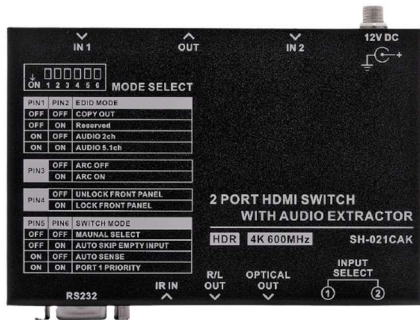 IN 1
OUT
IN 2
12V DC
ON 1 2 3 4 5 6 MODE SELECT
PIN1 PIN2 EDID MODE
OFF OFF COPY OUT
OFF ON Reserved
ON OFF AUDIO 2ch
ON ON AUDIO 5.1ch
PIN3 OFF ARC OFF
ON ARC ON
PIN4 OFF UNLOCK FRONT PANEL
ON LOCK FRONT PANEL
PIN5 PIN6 SWITCH MODE
OFF OFF MAUNAL SELECT
OFF ON AUTO SKIP EMPTY INPUT
ON OFF AUTO SENSE
ON ON PORT 1 PRIORITY
2 PORT HDMI SWITCH
WITH AUDIO EXTRACTOR
HDR 4K 600MHz SH-021CAK
RS232
IR IN
R/L OUT
OPTICAL OUT
INPUT SELECT
1 2